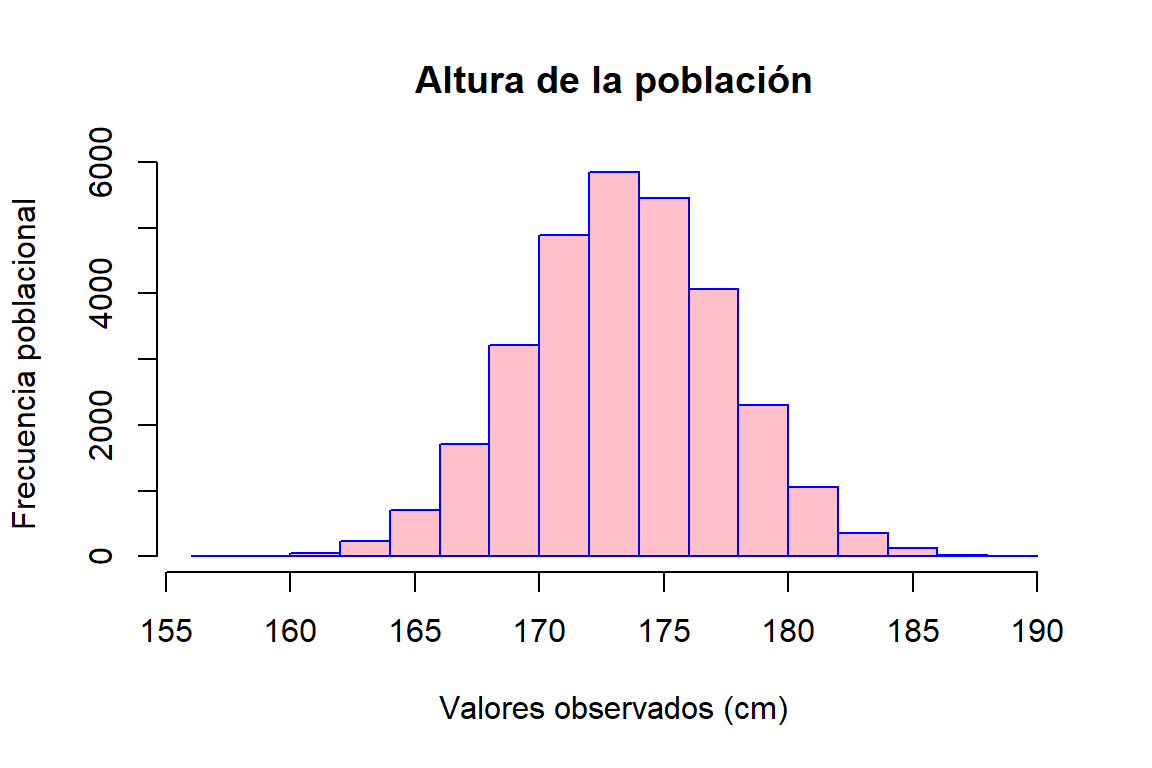 Altura de la población
Frecuencia poblacional
6000
4000
2000
0
155 160 165 170 175 180 185 190
Valores observados (cm)